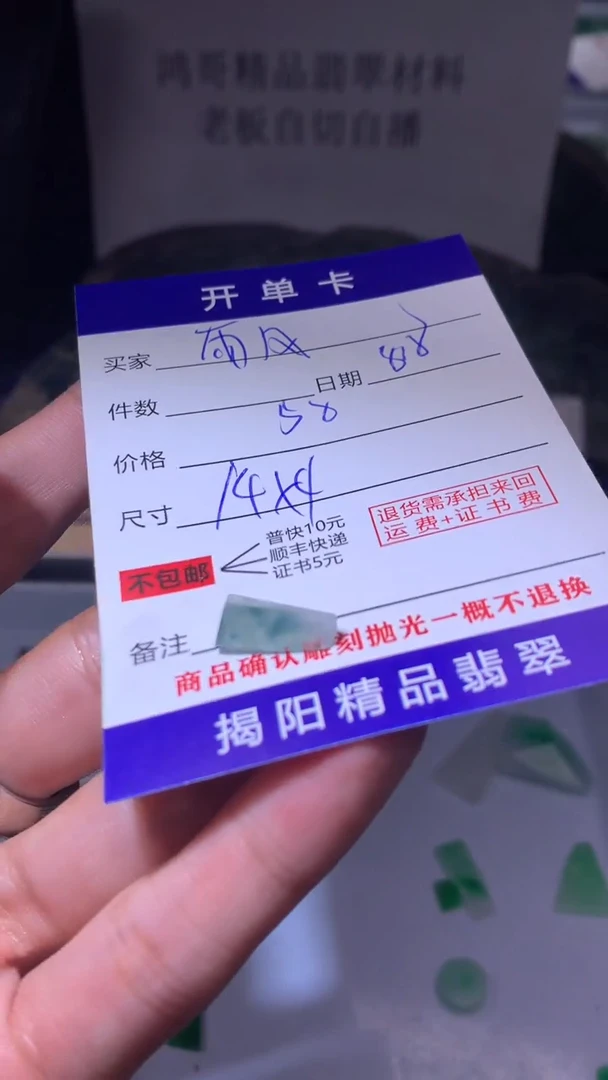 鸿哥精品翡翠材料
老板自切自播
开单卡
买家 雨
日期 88
件数
价格 58
尺寸 14X4
退货需承担来回
运费+证书费
不包邮
普快10元
顺丰快递
证书5元
备注
商品确认雕刻抛光一概不退换
揭阳精品翡翠